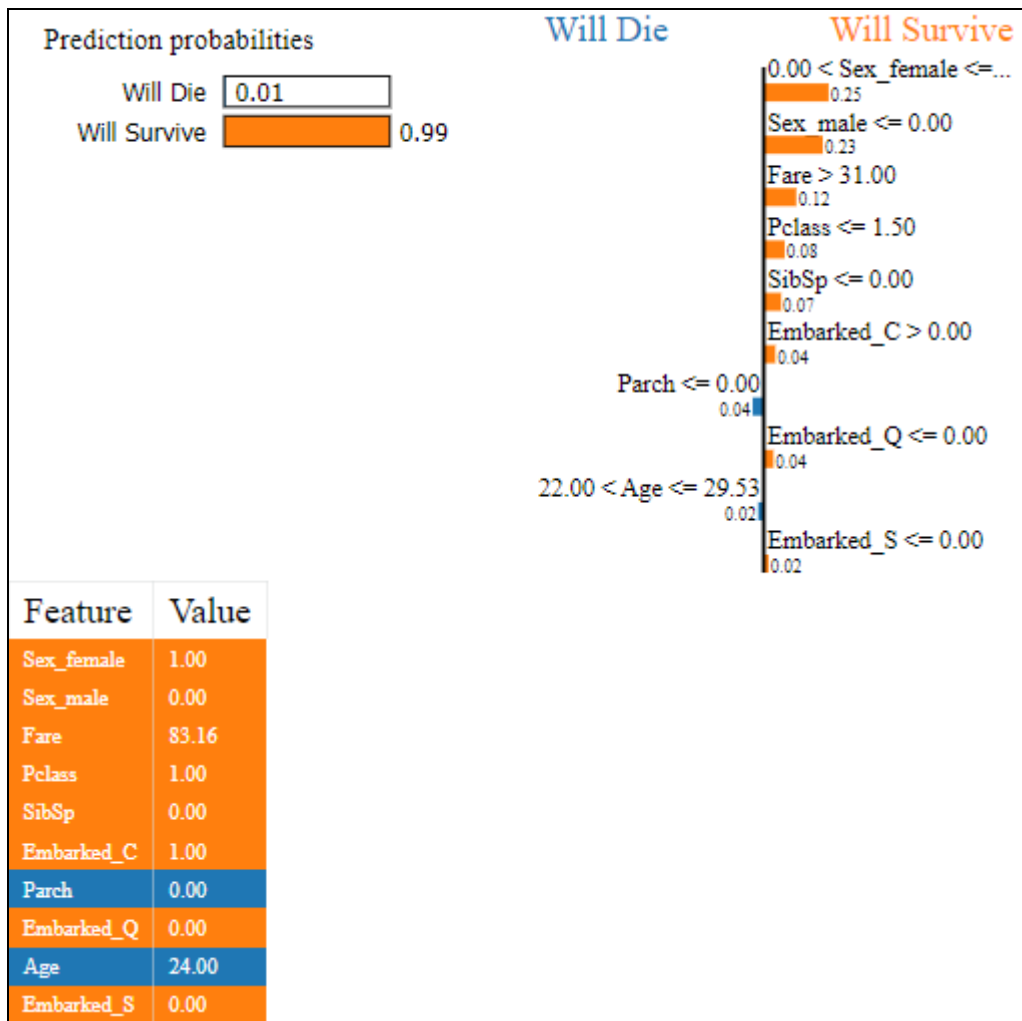 Prediction probabilities
Will Die 0.01
Will Survive 0.99
Will Die Will Survive
0.00 < Sex_female <=...
0.25
Sex_male <= 0.00
0.23
Fare > 31.00
0.12
Pclass <= 1.50
0.08
SibSp <= 0.00
0.07
Embarked_C > 0.00
0.04
Parch <= 0.00
0.04
Embarked_Q <= 0.00
0.04
22.00 < Age <= 29.53
0.02
Embarked_S <= 0.00
0.02
Feature Value
Sex_female 1.00
Sex_male 0.00
Fare 83.16
Pclass 1.00
SibSp 0.00
Embarked_C 1.00
Parch 0.00
Embarked_Q 0.00
Age 24.00
Embarked_S 0.00